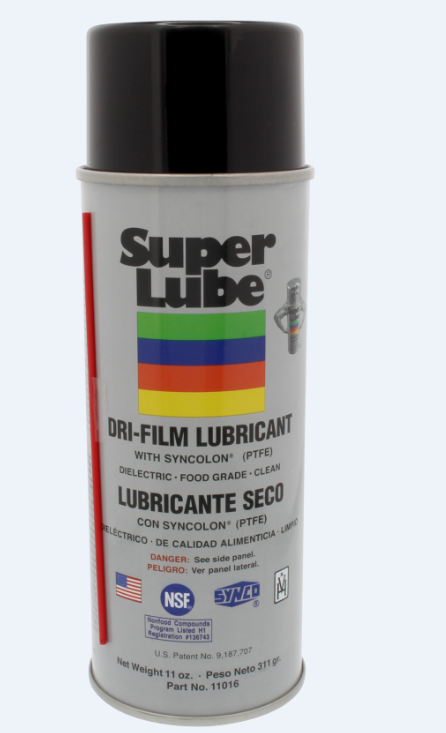 Super
Lube®
DRI-FILM LUBRICANT
WITH SYNCOLON® (PTFE)
DIELECTRIC · FOOD GRADE · CLEAN
LUBRICANTE SECO
CON SYNCOLON® (PTFE)
DIELÉCTRICO · DE CALIDAD ALIMENTICIA · LIMPIO
DANGER: See side panel.
PELIGRO: Ver panel lateral.
NSF
SYNCO®
Nonfood Compounds
Program Listed H1
Registration #136743
U.S. Patent No. 9,187,707
Net Weight 11 oz. · Peso Neto 311 gr.
Part No. 11016